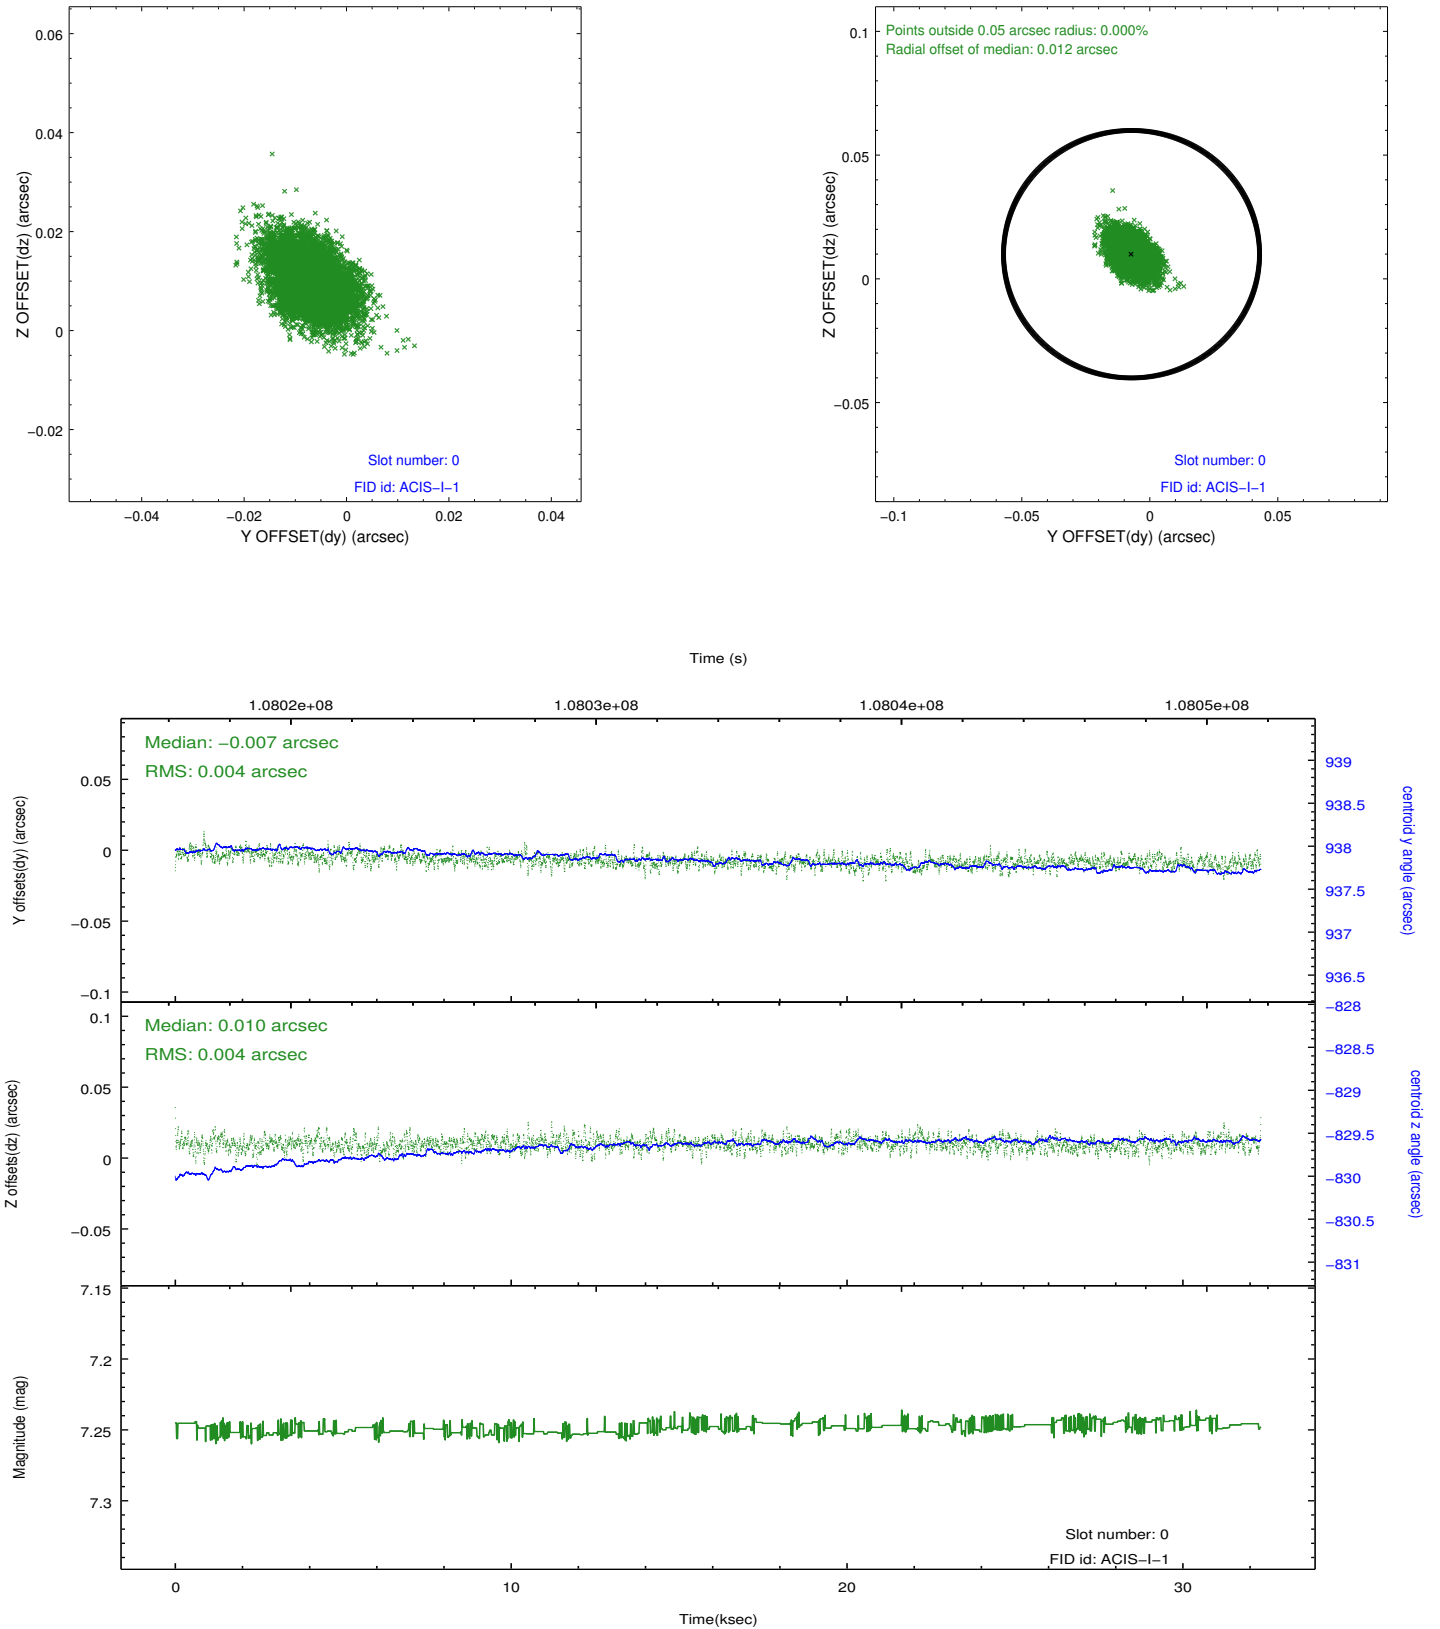 0.06
0.04
0.02
0
−0.02
Z OFFSET(dz) (arcsec)
Slot number: 0
FID id: ACIS−I−1
−0.04 −0.02 0 0.02 0.04
Y OFFSET(dy) (arcsec)
Points outside 0.05 arcsec radius: 0.000%
Radial offset of median: 0.012 arcsec
0.1
0.05
0
−0.05
Z OFFSET(dz) (arcsec)
Slot number: 0
FID id: ACIS−I−1
−0.1 −0.05 0 0.05
Y OFFSET(dy) (arcsec)
Time (s)
1.0802e+08 1.0803e+08 1.0804e+08 1.0805e+08
Median: −0.007 arcsec
RMS: 0.004 arcsec
0.05
0
−0.05
−0.1
Y offsets(dy) (arcsec)
939
938.5
938
937.5
937
936.5
centroid y angle (arcsec)
Median: 0.010 arcsec
RMS: 0.004 arcsec
0.1
0.05
0
−0.05
Z offsets(dz) (arcsec)
−828
−828.5
−829
−829.5
−830
−830.5
−831
centroid z angle (arcsec)
7.15
7.2
7.25
7.3
Magnitude (mag)
Slot number: 0
FID id: ACIS−I−1
0 10 20 30
Time(ksec)